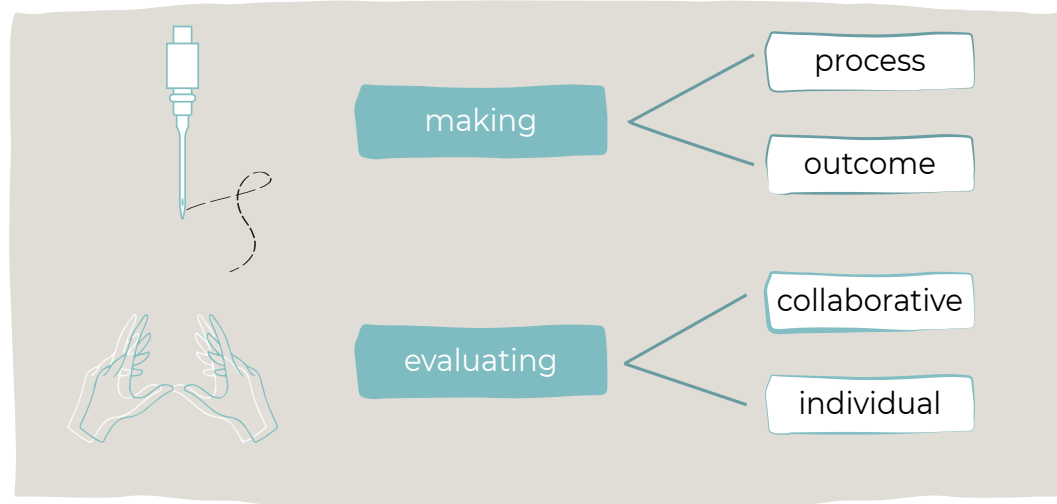 making
process
outcome
evaluating
collaborative
individual